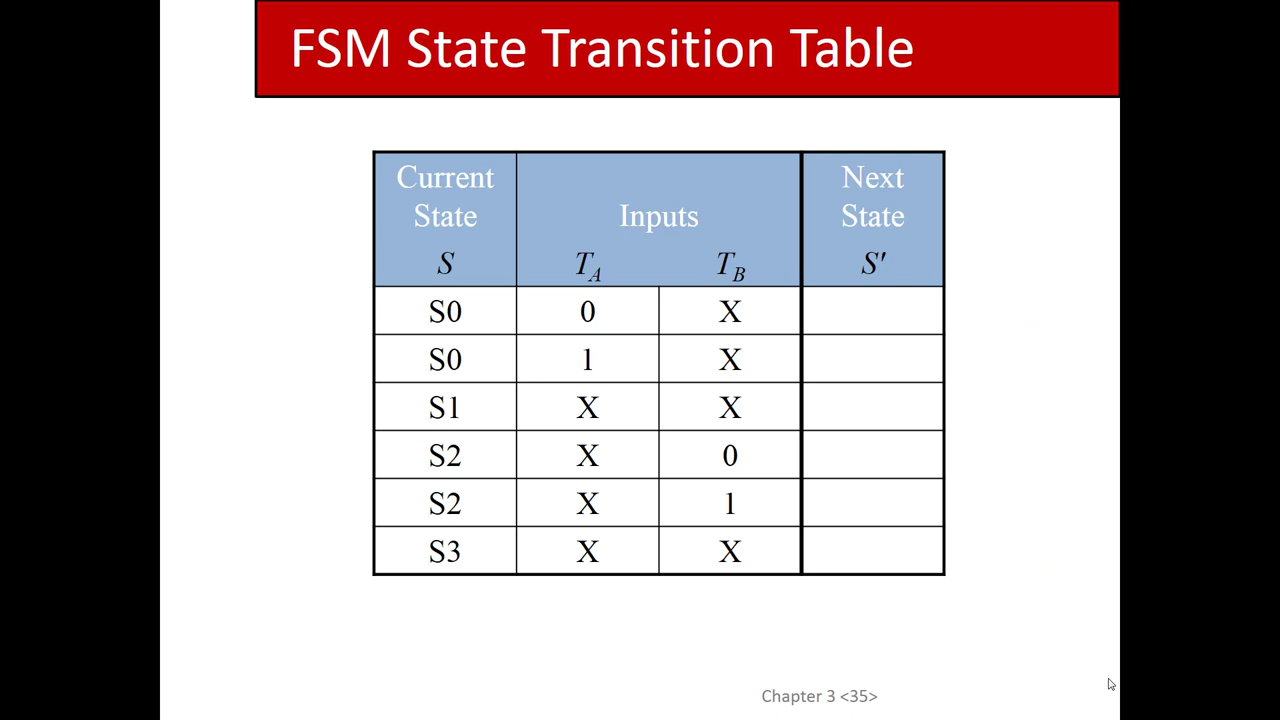 FSM State Transition Table
Current State Inputs Next State
S T_A T_B S'
S0 0 X
S0 1 X
S1 X X
S2 X 0
S2 X 1
S3 X X
Chapter 3 <35>